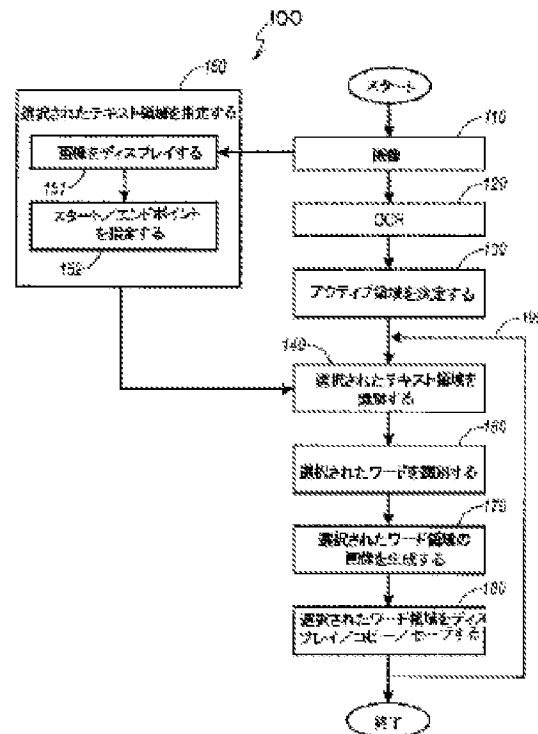 100
150
選択されたテキスト領域を指定する
画像をディスプレイする
151
スタート/エンドポイント
を指定する
152
スタート
110
画像
120
OCR
130
アクティブ領域を決定する
140
選択されたテキスト領域を
識別する
160
選択されたワードを識別する
170
選択されたワード領域の
画像を生成する
180
選択されたワード領域をディス
プレイ/コピー/セーブする
終了